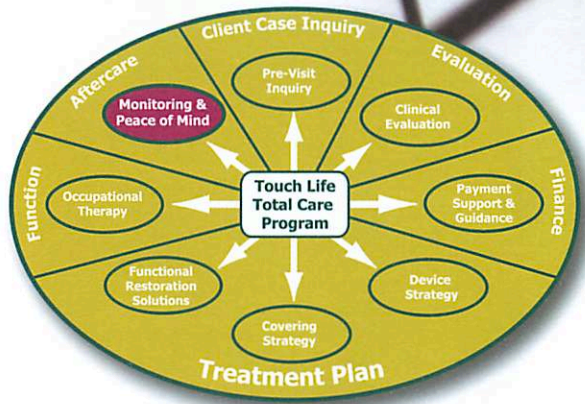 Client Case Inquiry
Pre-Visit
Inquiry
Evaluation
Clinical
Evaluation
Finance
Payment
Support &
Guidance
Device
Strategy
Covering
Strategy
Functional
Restoration
Solutions
Treatment Plan
Function
Occupational
Therapy
Aftercare
Monitoring &
Peace of Mind
Touch Life
Total Care
Program